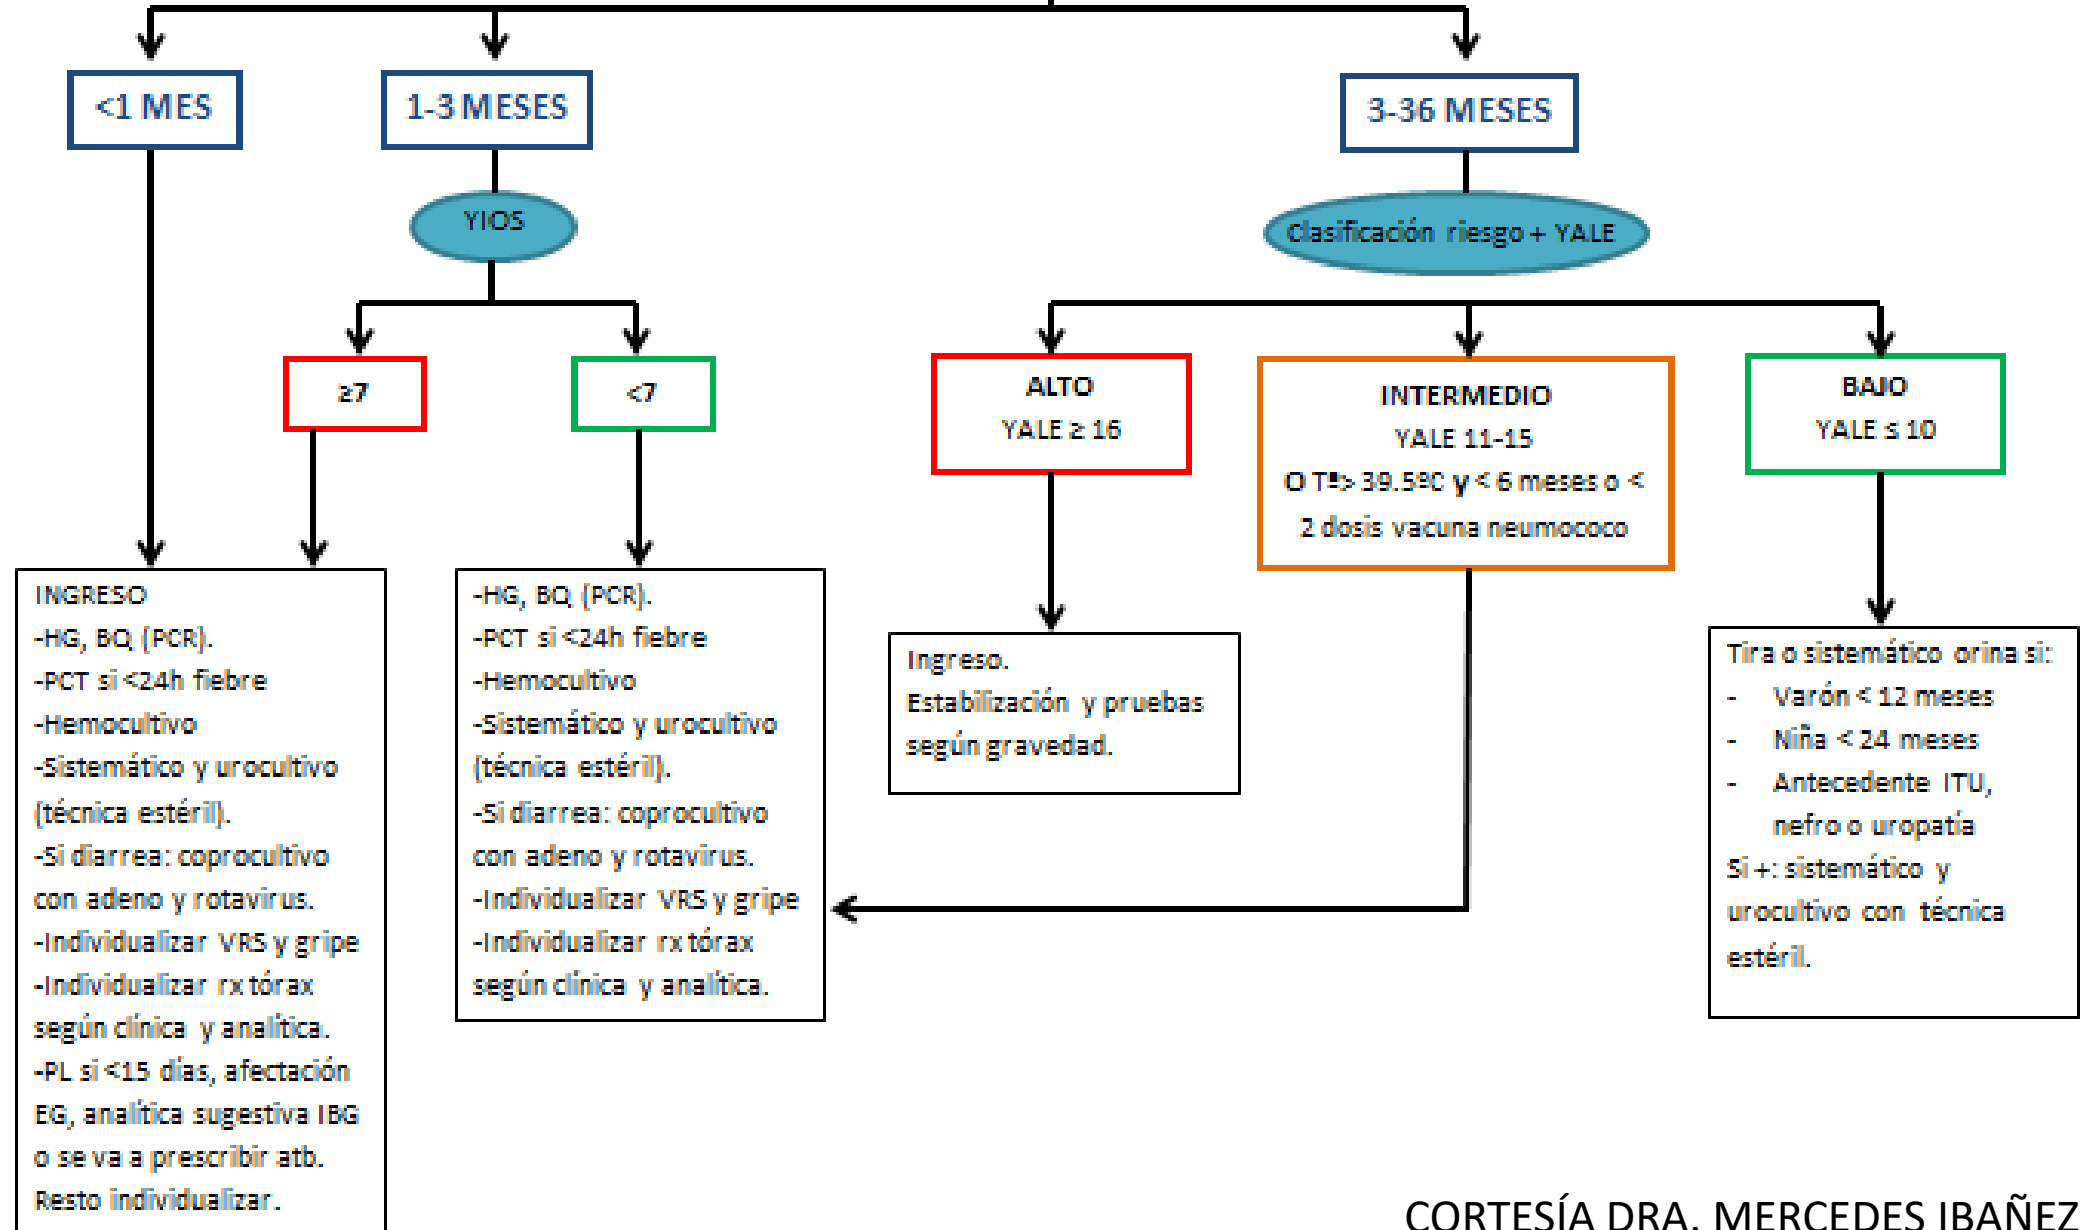 <1 MES
1-3 MESES
3-36 MESES
YIOS
Clasificación riesgo + YALE
≥7
<7
ALTO
YALE ≥ 16
INTERMEDIO
YALE 11-15
O Tª> 39.5ºC y < 6 meses o <
2 dosis vacuna neumococo
BAJO
YALE ≤ 10
INGRESO
-HG, BQ (PCR).
-PCT si <24h fiebre
-Hemocultivo
-Sistemático y urocultivo
(técnica estéril).
-Si diarrea: coprocultivo
con adeno y rotavirus.
-Individualizar VRS y gripe
-Individualizar rx tórax
según clínica y analítica.
-PL si <15 días, afectación
EG, analítica sugestiva IBG
o se va a prescribir atb.
Resto individualizar.
-HG, BQ (PCR).
-PCT si <24h fiebre
-Hemocultivo
-Sistemático y urocultivo
(técnica estéril).
-Si diarrea: coprocultivo
con adeno y rotavirus.
-Individualizar VRS y gripe
-Individualizar rx tórax
según clínica y analítica.
Ingreso.
Estabilización y pruebas
según gravedad.
Tira o sistemático orina si:
- Varón < 12 meses
- Niña < 24 meses
- Antecedente ITU,
nefro o uropatía
Si +: sistemático y
urocultivo con técnica
estéril.
CORTESÍA DRA. MERCEDES IBAÑEZ